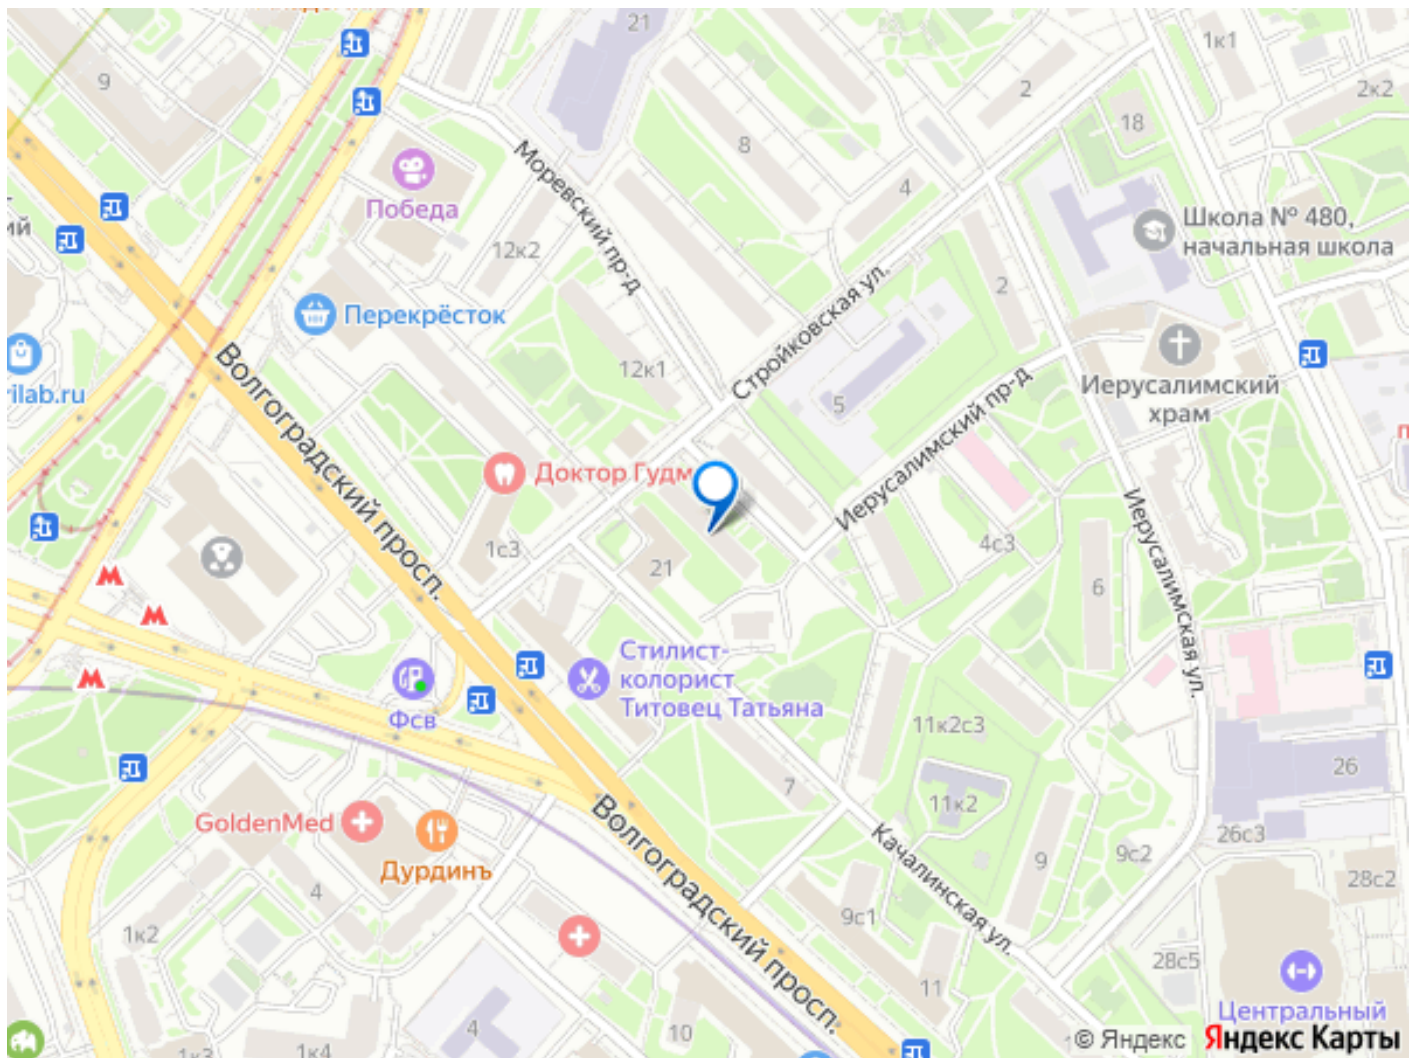 21
1к1
9
2
2к2
18
8
Моревский пр-д
Победа
4
Школа № 480,
начальная школа
ий
12к2
Стройковская ул.
2
Перекрёсток
Волгоградский просп.
12к1
Иерусалимский
храм
rilab.ru
5
Иерусалимский пр-д
Доктор Гудм
Иерусалимская ул.
1с3
4с3
21
6
Стилист-
колорист
Титовец Татьяна
Фсв
11к2с3
26
7
11к2
GoldenMed
Волгоградский просп.
Качалинская ул.
26с3
Дурдинъ
9
9с2
4
28с2
9с1
1к2
28с5
11
Центральный
4
10
1к3
1к4
© Яндекс
Яндекс Карты